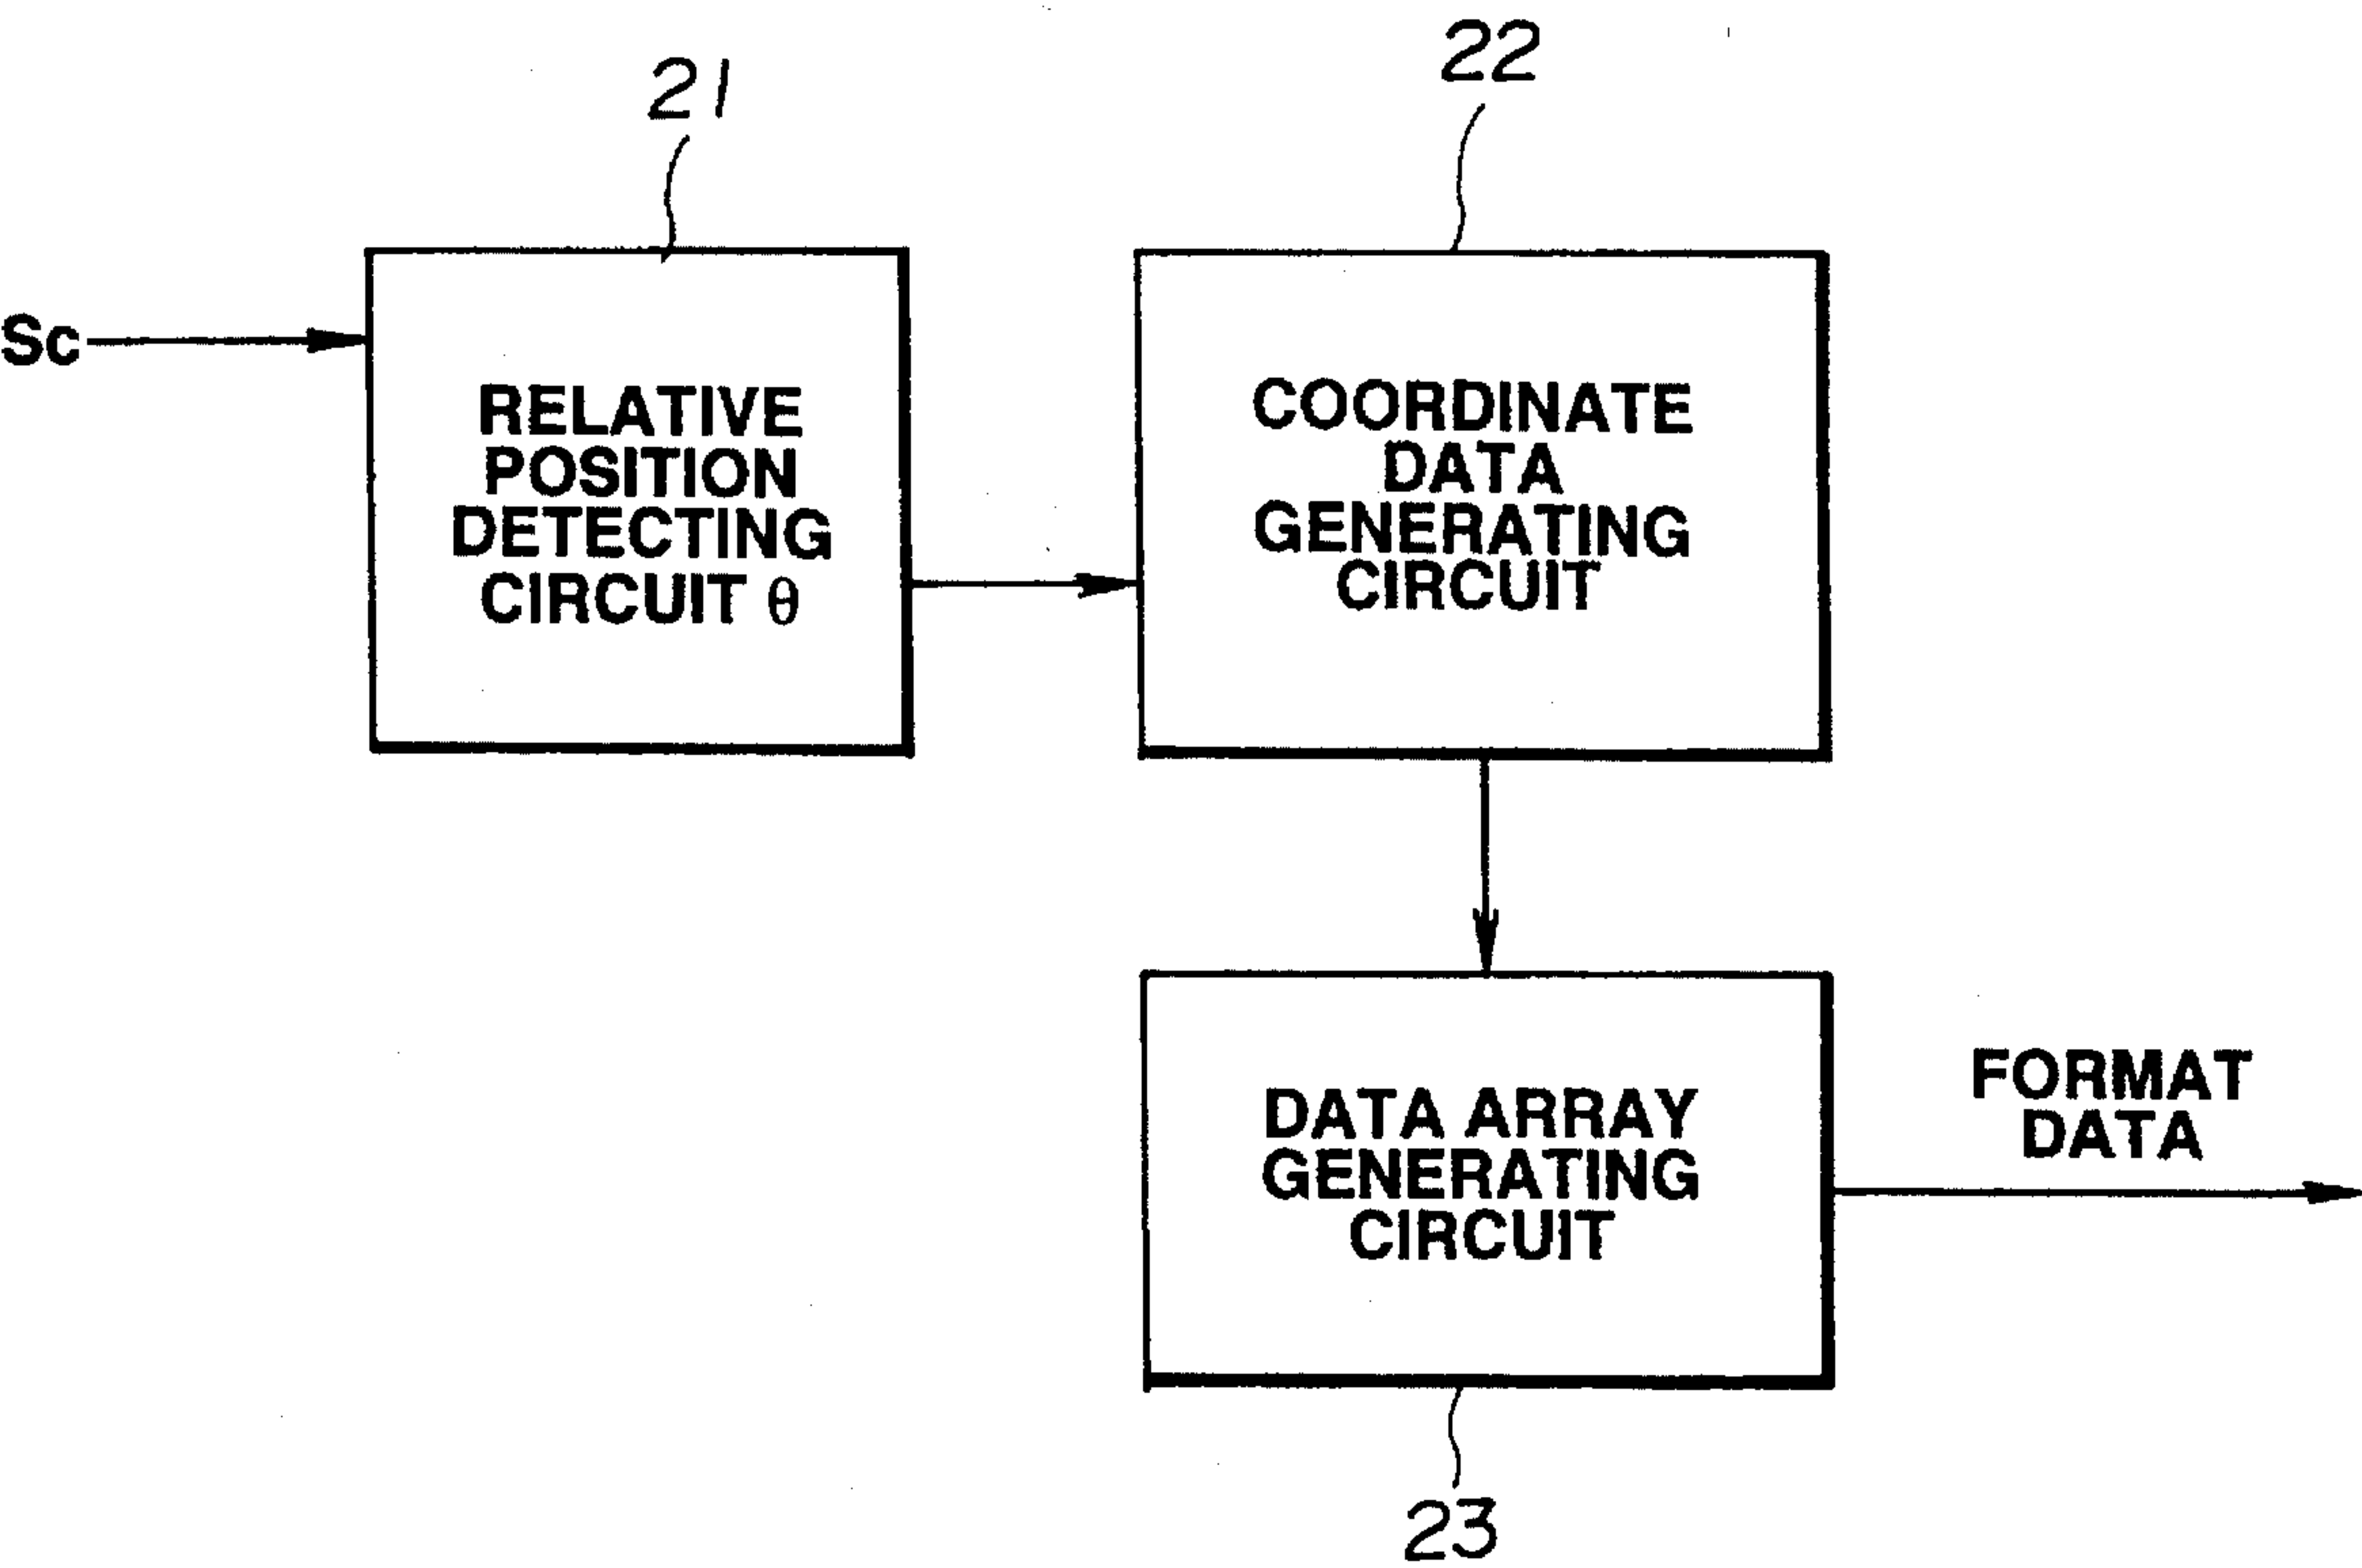 21
22
Sc
RELATIVE
POSITION
DETECTING
CIRCUIT θ
COORDINATE
DATA
GENERATING
CIRCUIT
DATA ARRAY
GENERATING
CIRCUIT
FORMAT
DATA
23